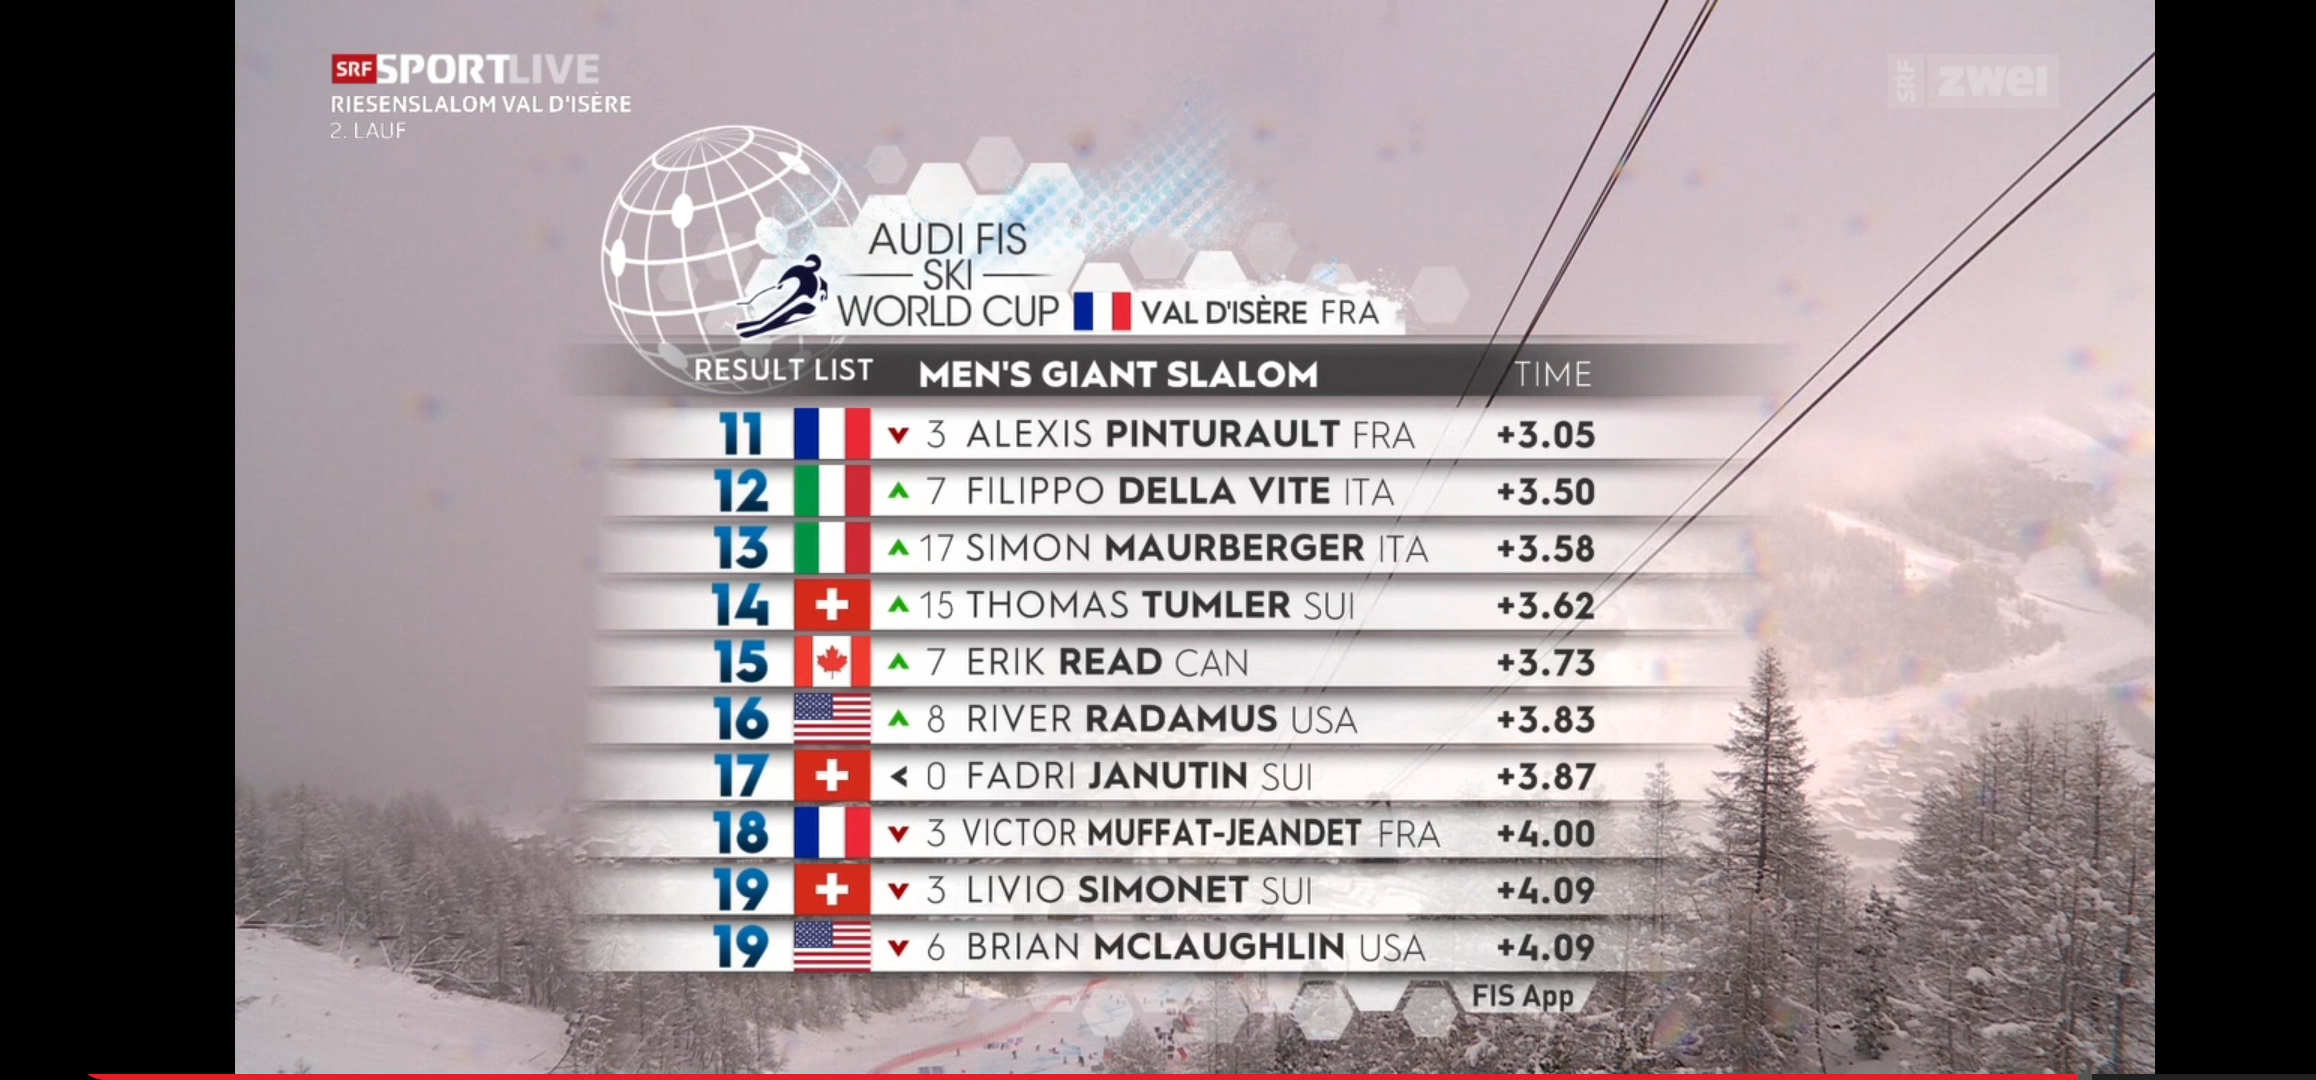 SRF SPORTLIVE
RIESENSLALOM VAL D'ISÈRE
2. LAUF
SRF zwei
AUDI FIS
SKI
WORLD CUP
VAL D'ISÈRE FRA
RESULT LIST MEN'S GIANT SLALOM TIME
11 3 ALEXIS PINTURAULT FRA +3.05
12 7 FILIPPO DELLA VITE ITA +3.50
13 17 SIMON MAURBERGER ITA +3.58
14 15 THOMAS TUMLER SUI +3.62
15 7 ERIK READ CAN +3.73
16 8 RIVER RADAMUS USA +3.83
17 0 FADRI JANUTIN SUI +3.87
18 3 VICTOR MUFFAT-JEANDET FRA +4.00
19 3 LIVIO SIMONET SUI +4.09
19 6 BRIAN MCLAUGHLIN USA +4.09
FIS App